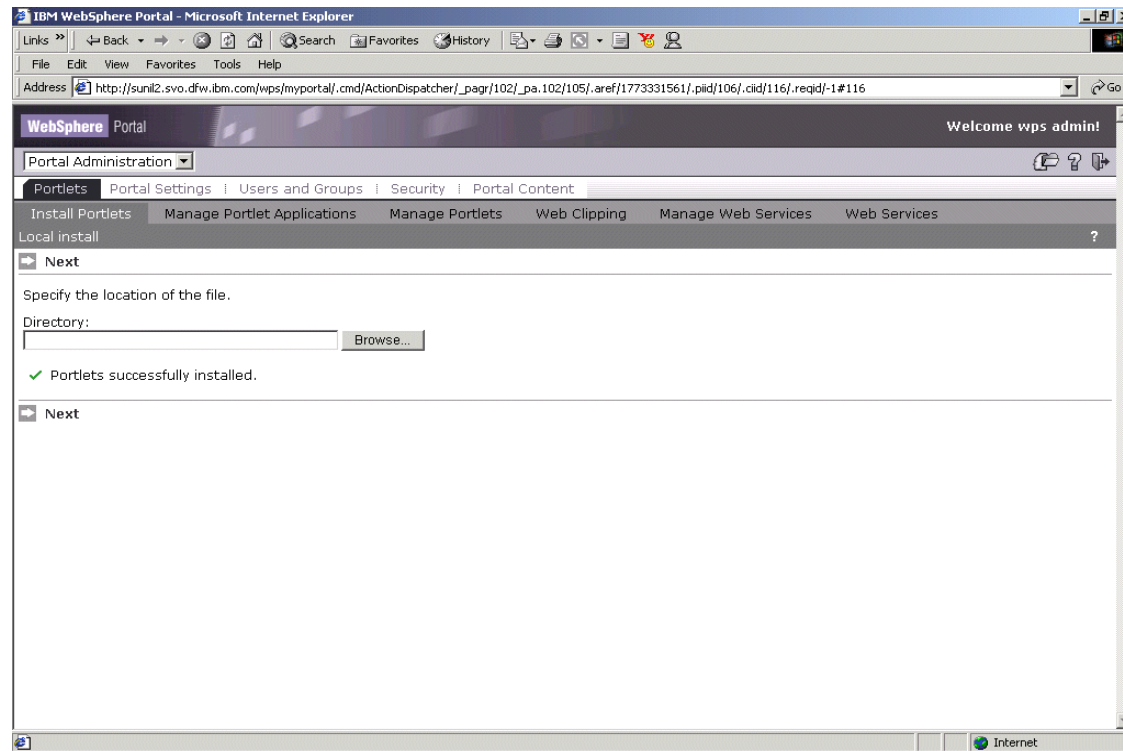 IBM WebSphere Portal - Microsoft Internet Explorer
Links » Back Search Favorites History
File Edit View Favorites Tools Help
Address http://sunil2.svo.dfw.ibm.com/wps/myportal/.cmd/ActionDispatcher/_pagr/102/_pa.102/105/.aref/1773331561/.piid/106/.ciid/116/.reqid/-1#116 Go
WebSphere Portal Welcome wps admin!
Portal Administration
Portlets Portal Settings | Users and Groups | Security | Portal Content
Install Portlets Manage Portlet Applications Manage Portlets Web Clipping Manage Web Services Web Services
Local install ?
Next
Specify the location of the file.
Directory:
Browse...
Portlets successfully installed.
Next
Internet